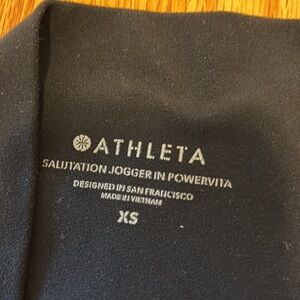 ATHLETA
SALUTATION JOGGER IN POWERVITA
DESIGNED IN SAN FRANCISCO
MADE IN VIETNAM
XS